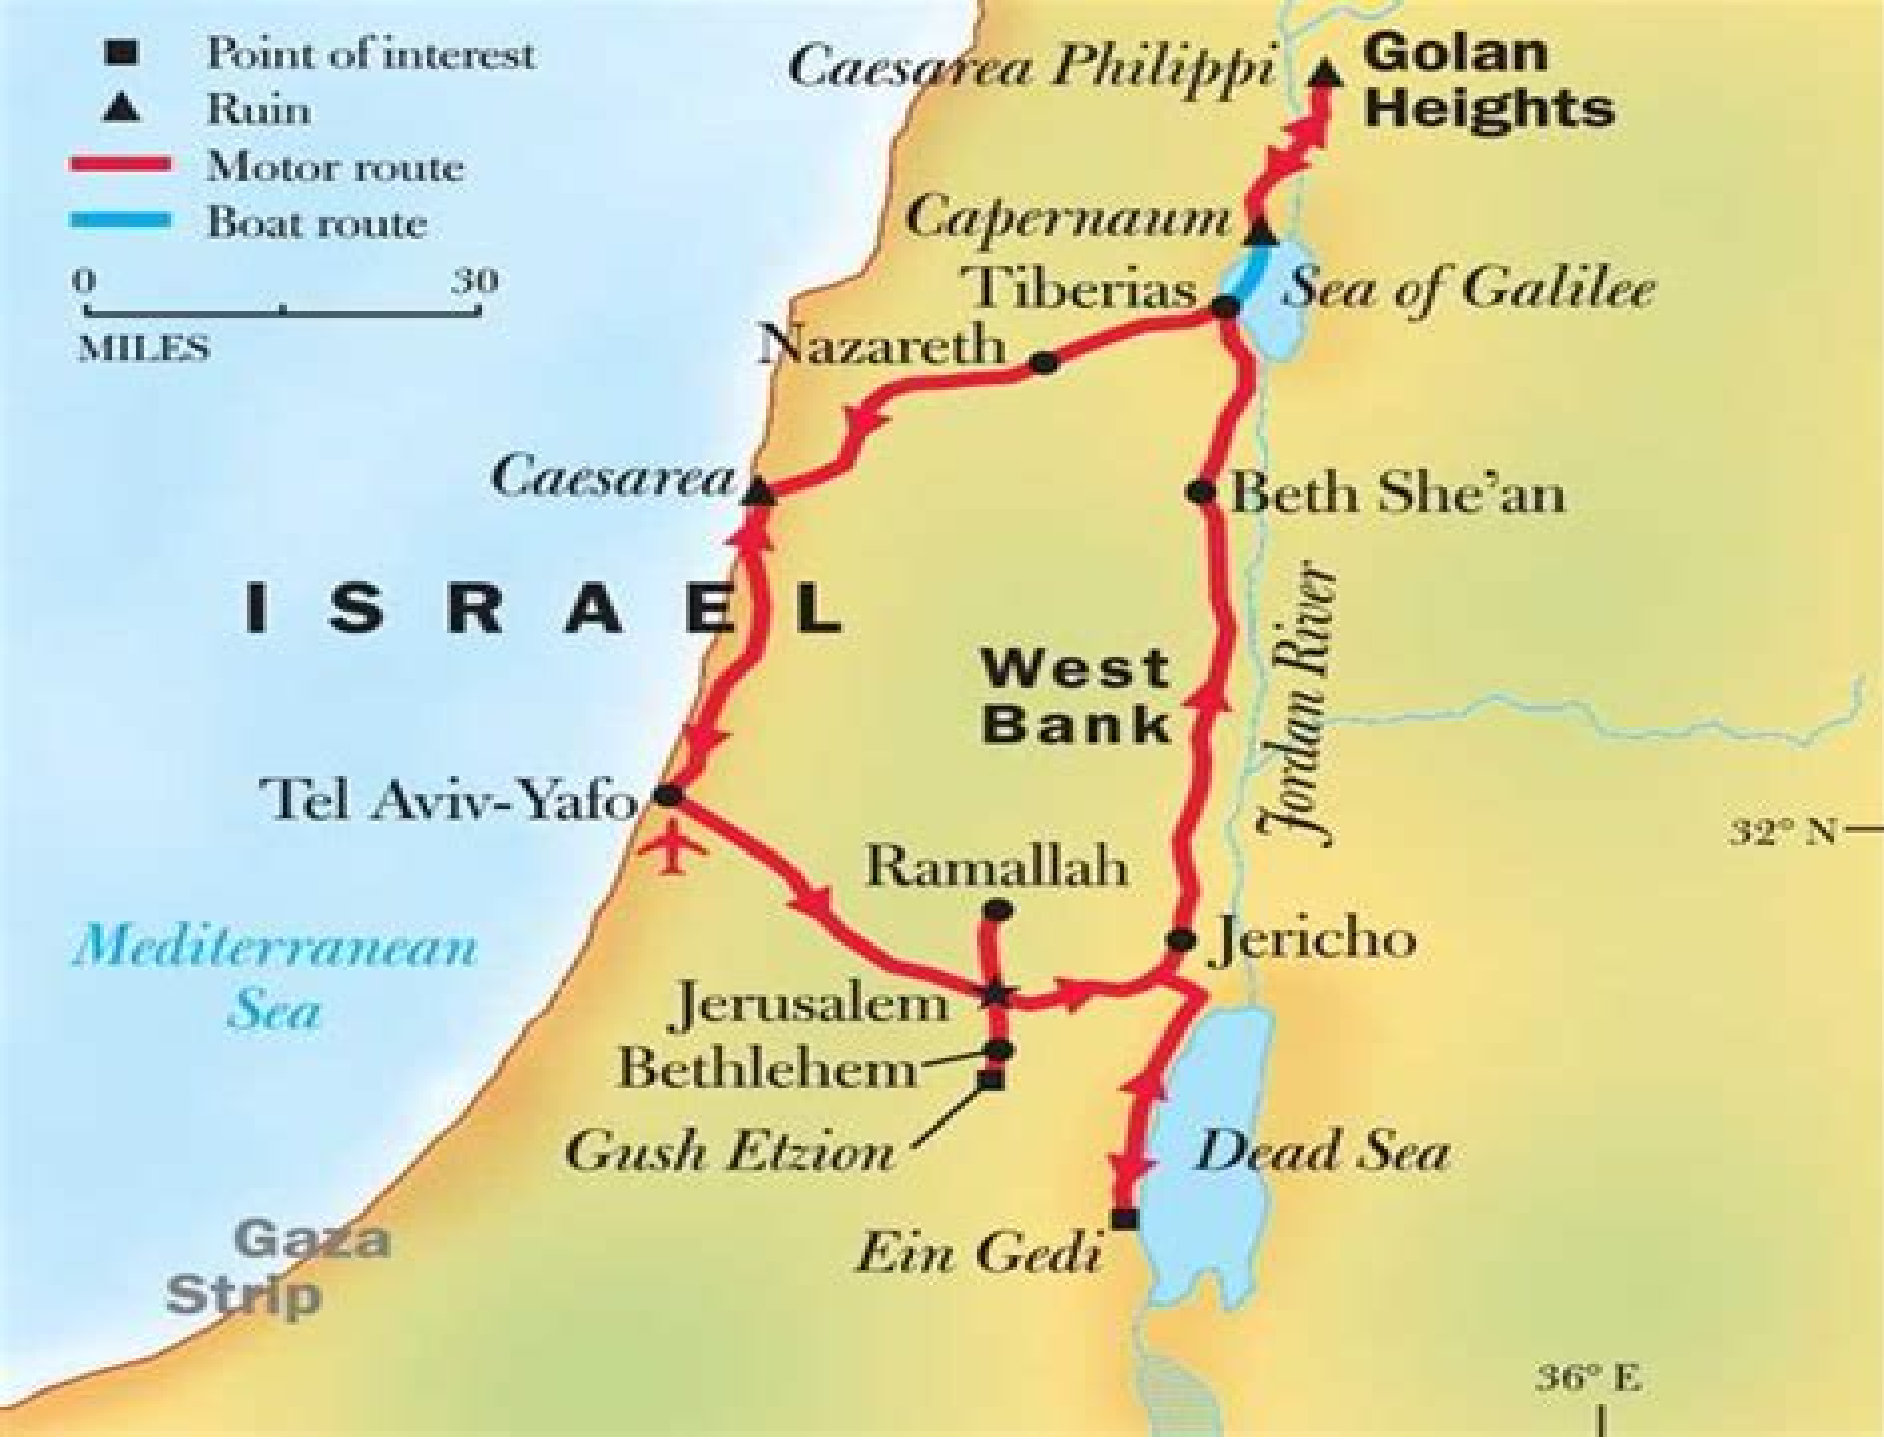 Point of interest
Ruin
Motor route
Boat route
0 30
MILES
Caesarea Philippi
Golan
Heights
Capernaum
Tiberias
Sea of Galilee
Nazareth
Caesarea
Beth She'an
ISRAEL
West
Bank
Jordan River
Tel Aviv-Yafo
32° N
Ramallah
Mediterranean
Sea
Jericho
Jerusalem
Bethlehem
Gush Etzion
Dead Sea
Gaza
Strip
Ein Gedi
36° E